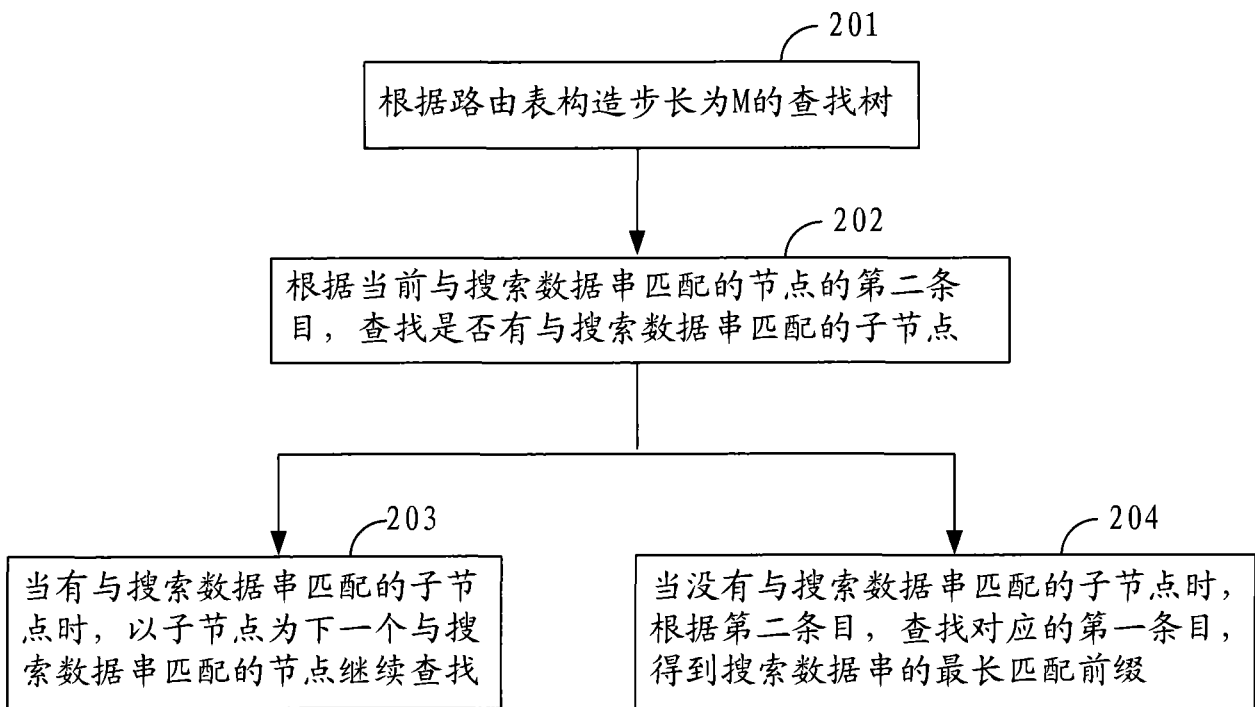 201
根据路由表构造步长为M的查找树
202
根据当前与搜索数据串匹配的节点的第二条
目，查找是否有与搜索数据串匹配的子节点
203
当有与搜索数据串匹配的子节
点时，以子节点为下一个与搜
索数据串匹配的节点继续查找
204
当没有与搜索数据串匹配的子节点时，
根据第二条目，查找对应的第一条目，
得到搜索数据串的最长匹配前缀